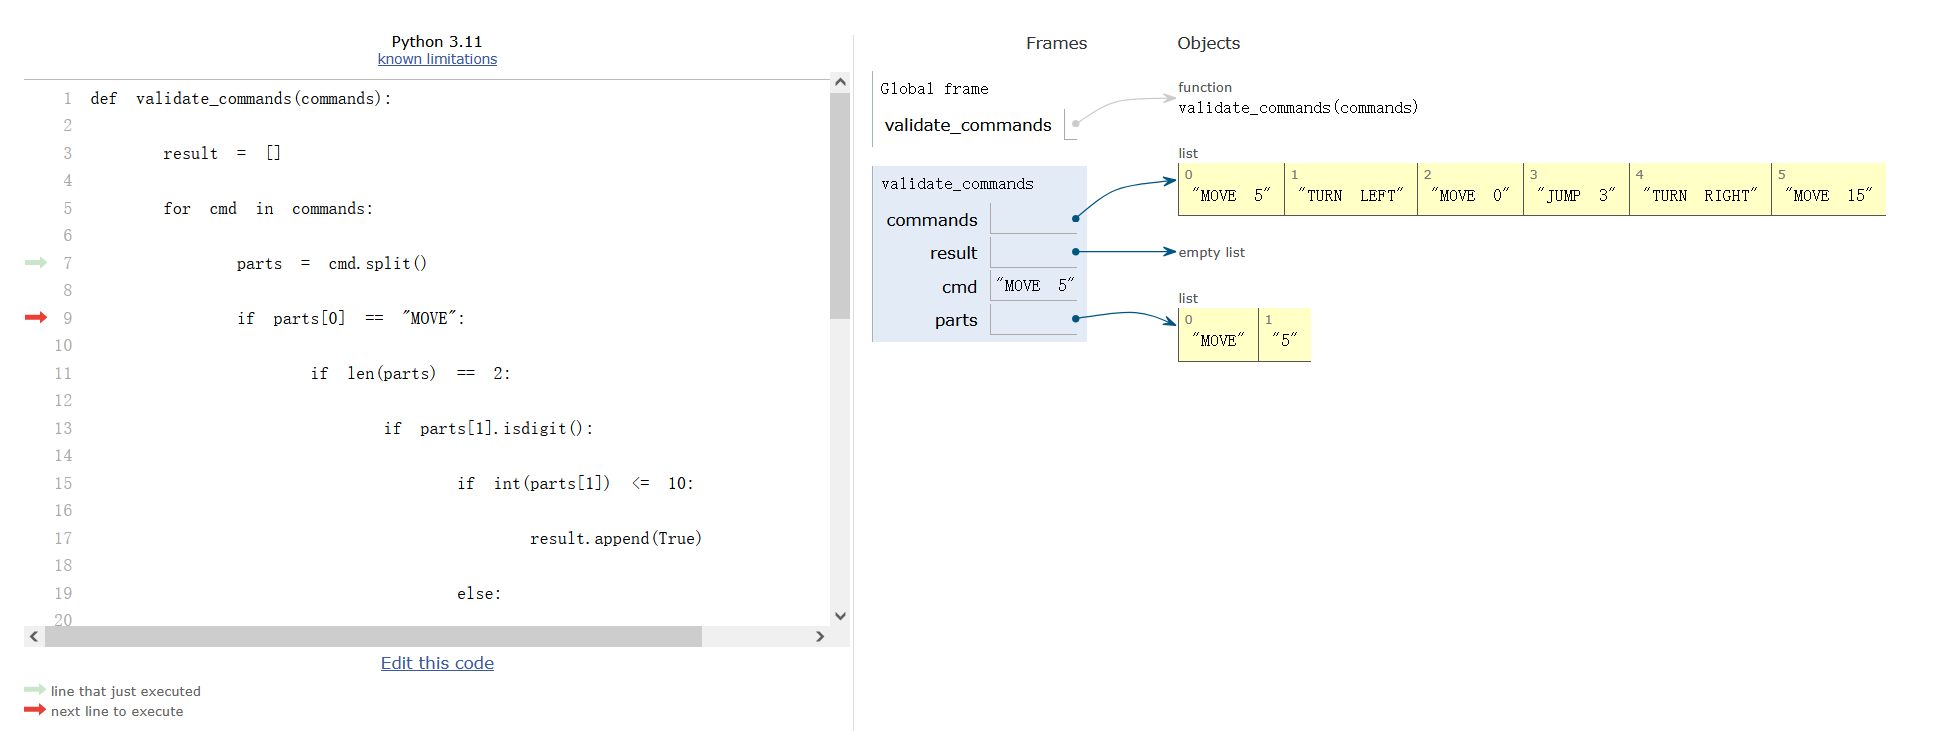 Python 3.11
known limitations
1 def validate_commands(commands):
2
3 result = []
4
5 for cmd in commands:
6
7 parts = cmd.split()
8
9 if parts[0] == "MOVE":
10
11 if len(parts) == 2:
12
13 if parts[1].isdigit():
14
15 if int(parts[1]) <= 10:
16
17 result.append(True)
18
19 else:
20
Edit this code
line that just executed
next line to execute
Frames Objects
Global frame
validate_commands
function
validate_commands(commands)
validate_commands
commands
result
cmd "MOVE 5"
parts
list
0 1 2 3 4 5
"MOVE 5" "TURN LEFT" "MOVE 0" "JUMP 3" "TURN RIGHT" "MOVE 15"
empty list
list
0 1
"MOVE" "5"